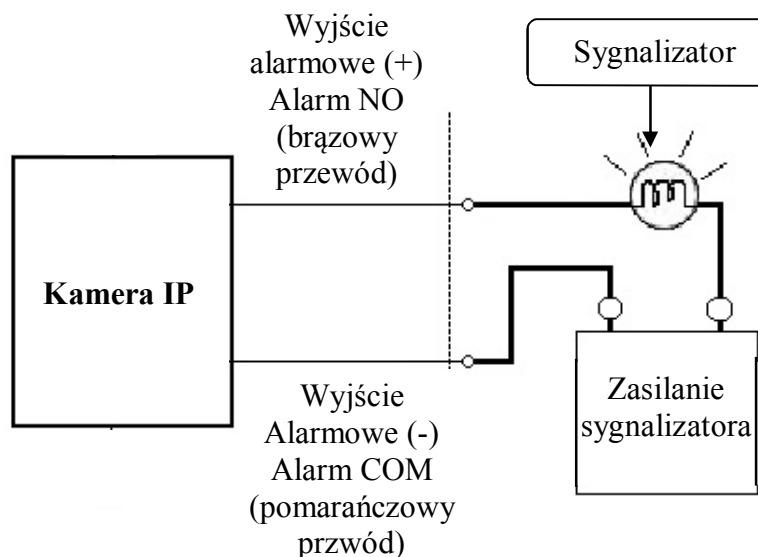 Wyjście
alarmowe (+)
Alarm NO
(brązowy
przewód)
Sygnalizator
Kamera IP
Wyjście
Alarmowe (-)
Alarm COM
(pomarańczowy
przwód)
Zasilanie
sygnalizatora